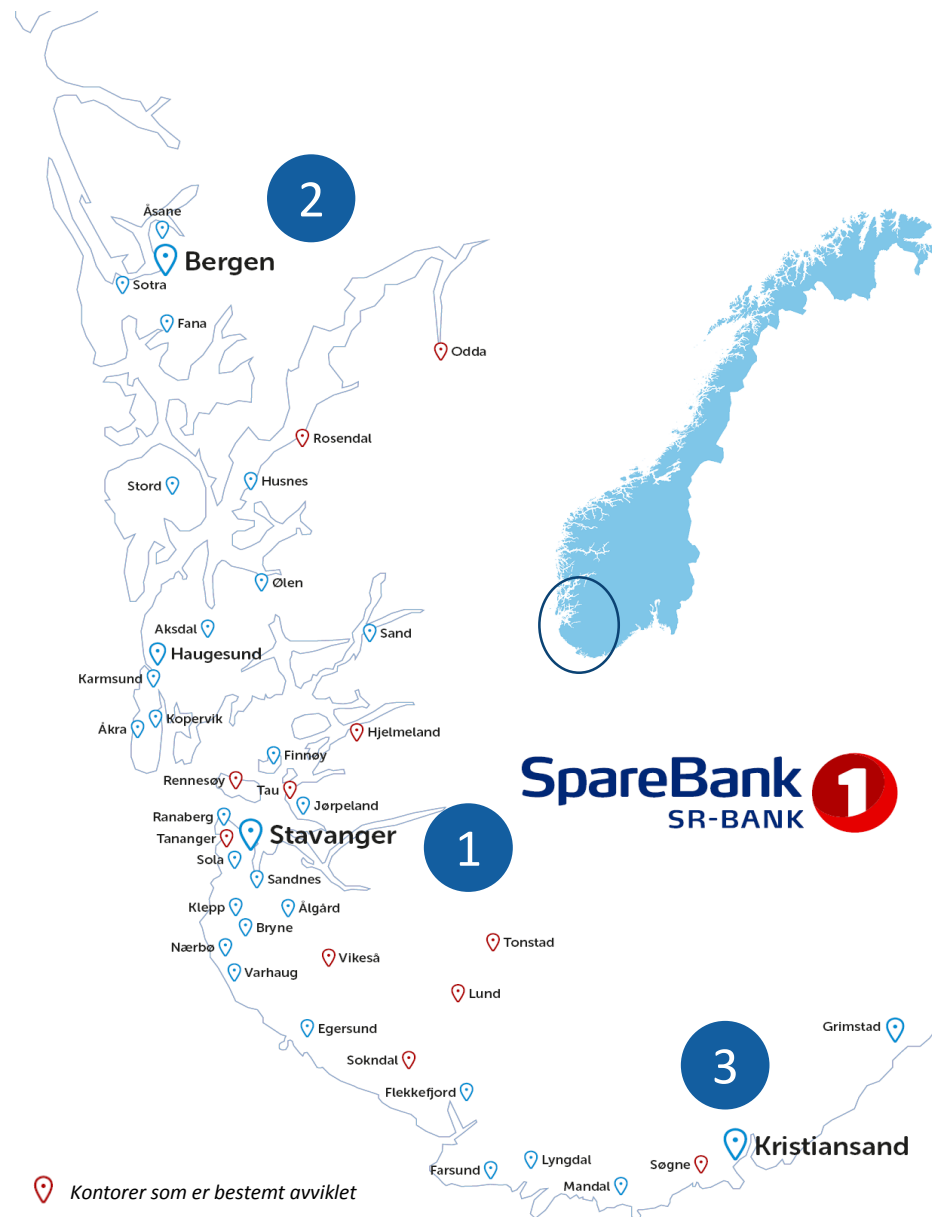 2
Åsane
Bergen
Sotra
Fana
Odda
Rosendal
Stord
Husnes
Ølen
Aksdal
Sand
Haugesund
Karmsund
Kopervik
Åkra
Hjelmeland
Finnøy
Rennesøy
Tau
Jørpeland
SpareBank 1
SR-BANK
Ranaberg
Stavanger
1
Tananger
Sola
Sandnes
Klepp
Ålgård
Bryne
Nærbø
Tonstad
Vikeså
Varhaug
Lund
Egersund
Grimstad
Sokndal
3
Flekkefjord
Kristiansand
Lyngdal
Farsund
Søgne
Mandal
Kontorer som er bestemt avviklet